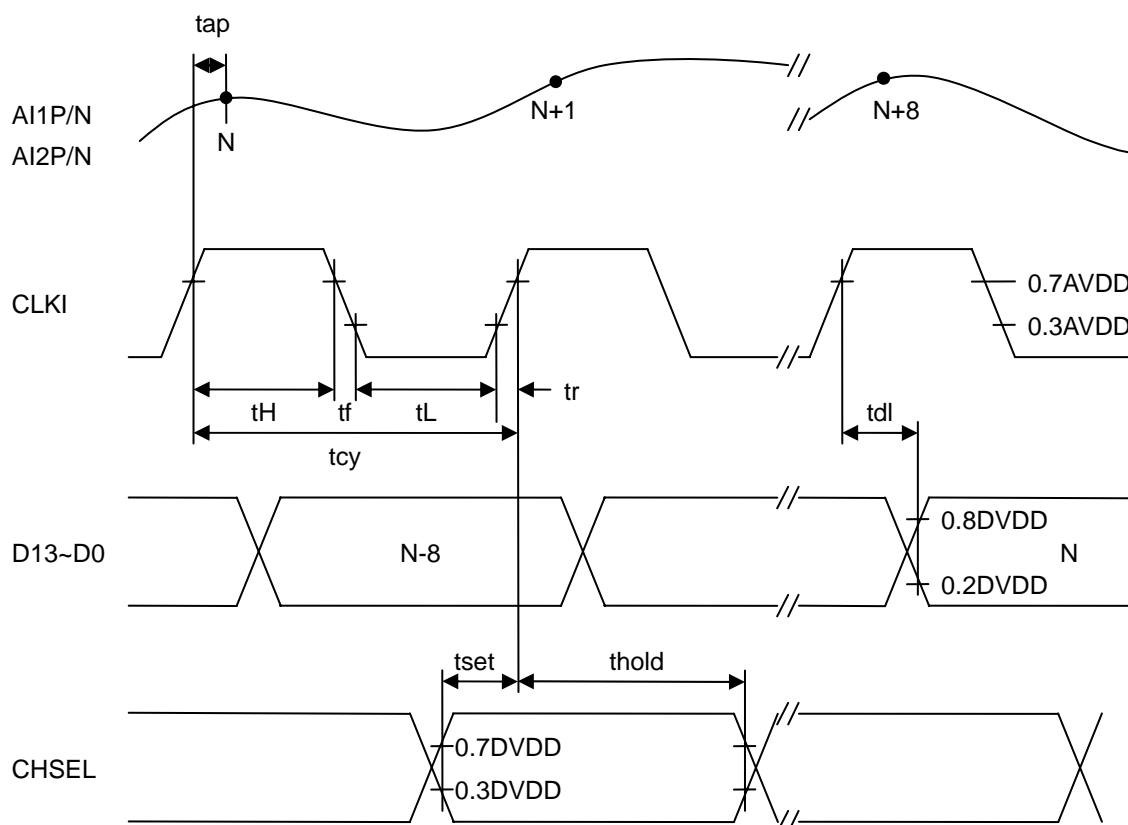 tap
AI1P/N
AI2P/N
N
N+1
N+8
CLKI
0.7AVDD
0.3AVDD
tH
tf
tL
tr
tcy
tdl
D13~D0
N-8
0.8DVDD
0.2DVDD
N
tset
thold
CHSEL
0.7DVDD
0.3DVDD